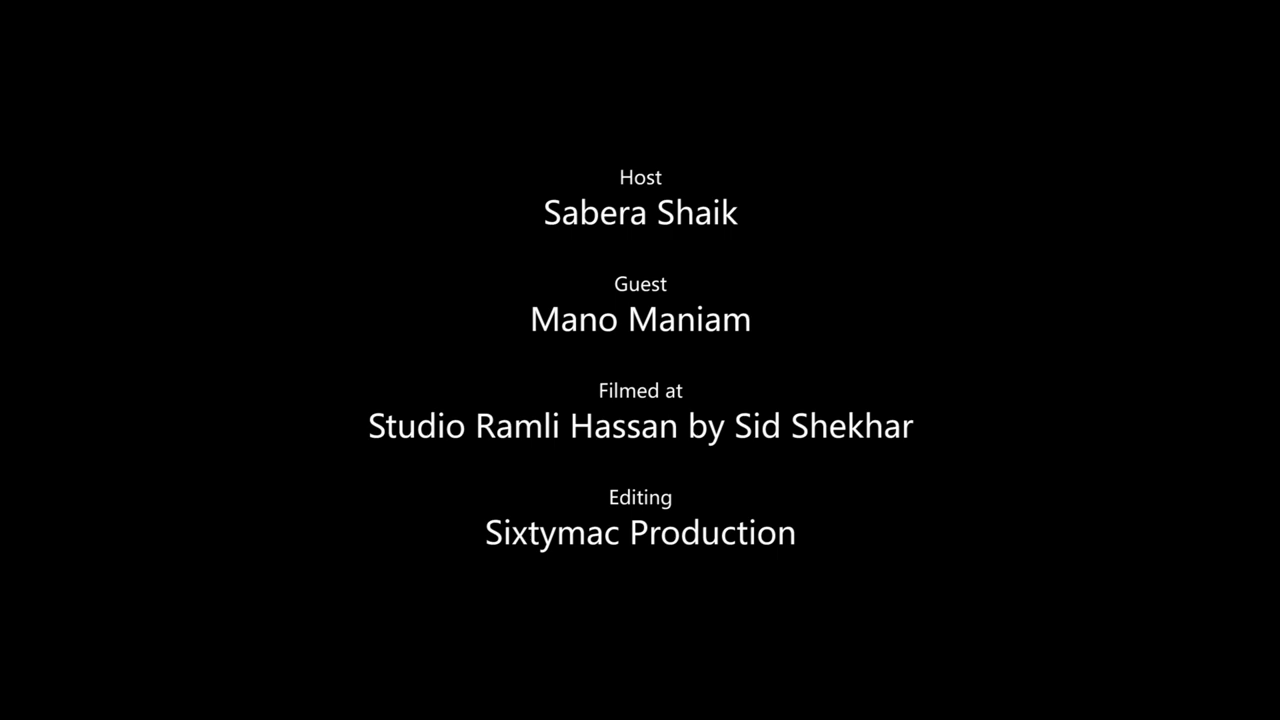 Host
Sabera Shaik
Guest
Mano Maniam
Filmed at
Studio Ramli Hassan by Sid Shekhar
Editing
Sixtymac Production